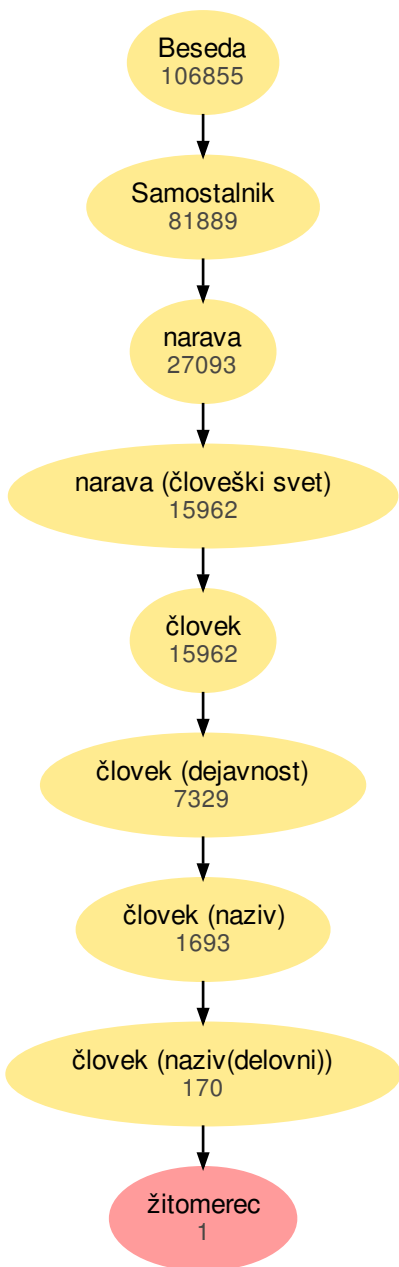 Beseda
106855
Samostalnik
81889
narava
27093
narava (človeški svet)
15962
človek
15962
človek (dejavnost)
7329
človek (naziv)
1693
človek (naziv(delovni))
170
žitomerec
1